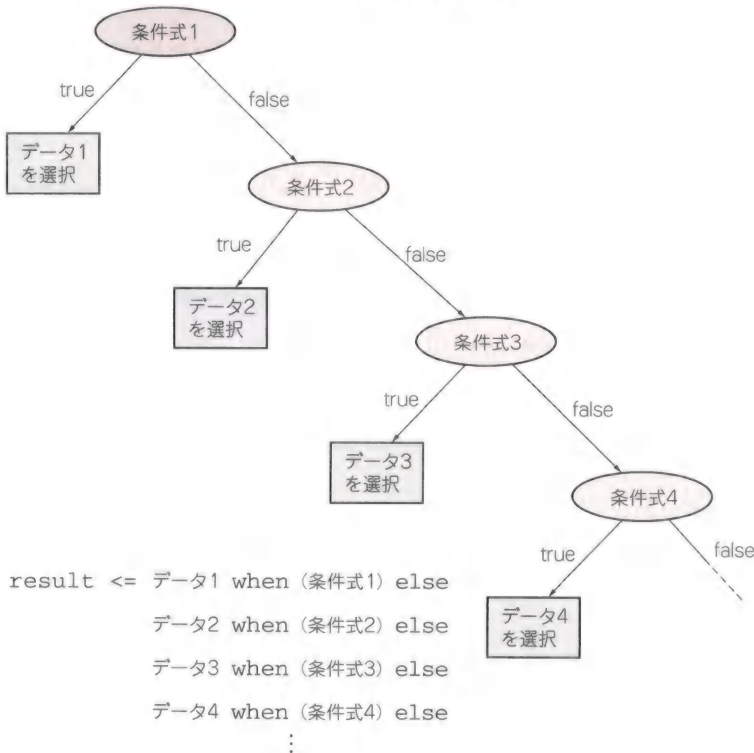 条件式1
true
false
データ1
を選択
条件式2
true
false
データ2
を選択
条件式3
true
false
データ3
を選択
条件式4
true
false
データ4
を選択
result <= データ1 when (条件式1) else
データ2 when (条件式2) else
データ3 when (条件式3) else
データ4 when (条件式4) else
⋮